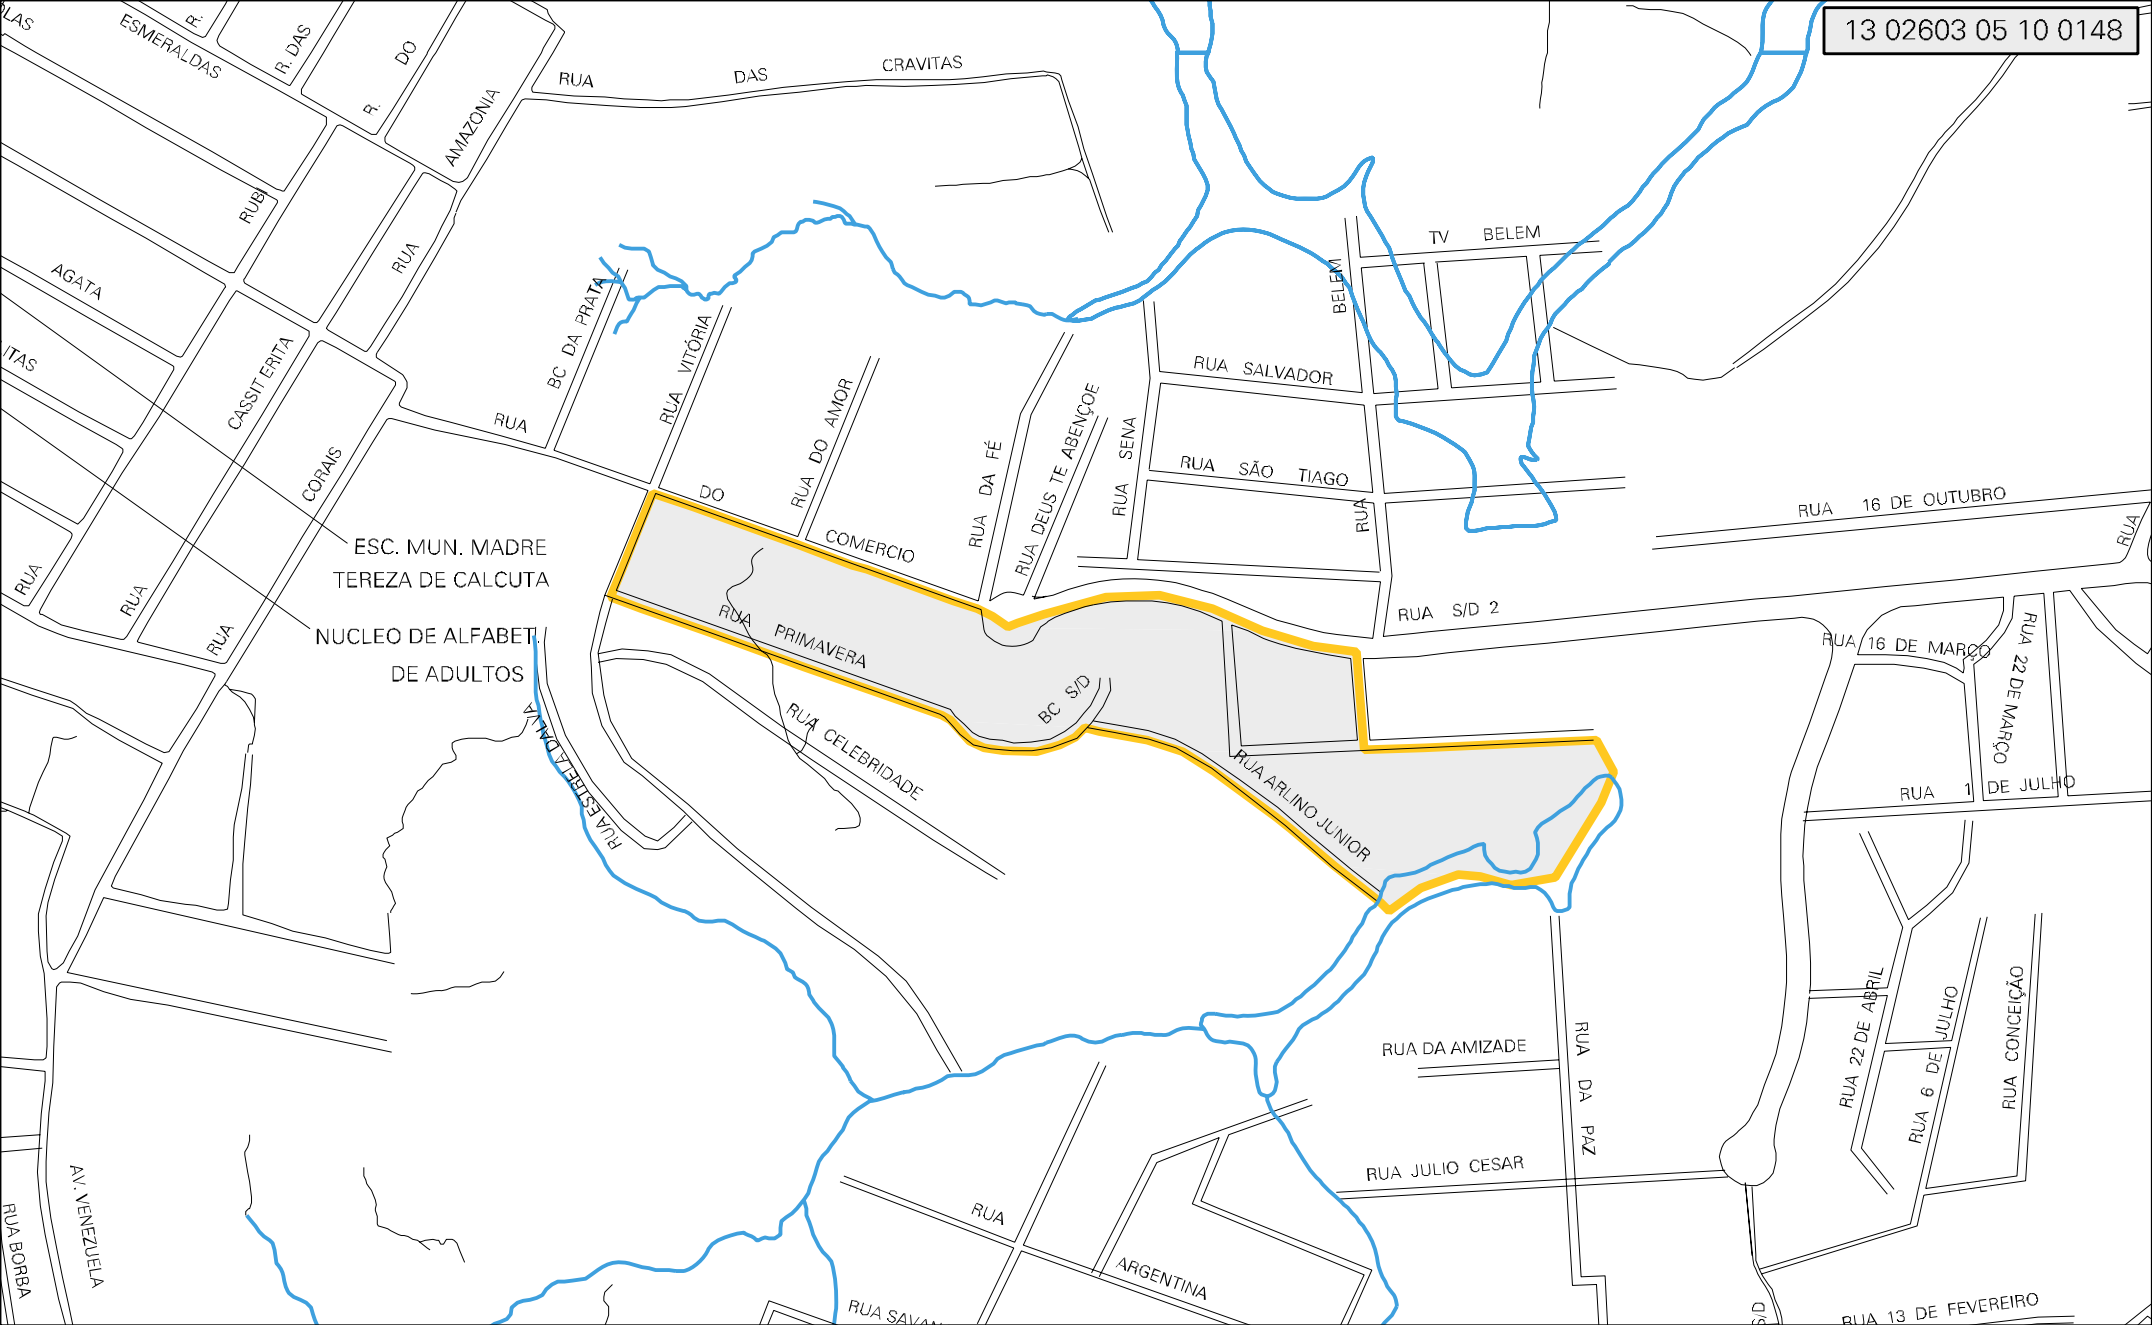 13 02603 05 10 0148
OLAS
ESMERALDAS
R.
R. DAS
R. DO
AMAZONIA
RUA DAS CRAVITAS
RUBI
RUA
AGATA
ITAS
CASSITERITA
CORAIS
RUA
RUA
RUA
BC DA PRATA
RUA VITÓRIA
RUA DO AMOR
RUA DA FÉ
RUA DEUS TE ABENÇOE
RUA SENA
TV BELEM
BELEM
RUA
RUA SALVADOR
RUA SÃO TIAGO
RUA 16 DE OUTUBRO
RUA
RUA DO COMERCIO
ESC. MUN. MADRE
TEREZA DE CALCUTA
NUCLEO DE ALFABET.
DE ADULTOS
RUA PRIMAVERA
RUA S/D 2
RUA 16 DE MARÇO
RUA 22 DE MARÇO
BC S/D
RUA CELEBRIDADE
RUA ESTRELA DALVA
RUA ARLINO JUNIOR
RUA 1 DE JULHO
RUA 22 DE ABRIL
RUA 6 DE JULHO
RUA CONCEIÇÃO
RUA DA AMIZADE
RUA DA PAZ
RUA JULIO CESAR
AV. VENEZUELA
RUA BORBA
RUA ARGENTINA
RUA SAVAN
S/D
RUA 13 DE FEVEREIRO